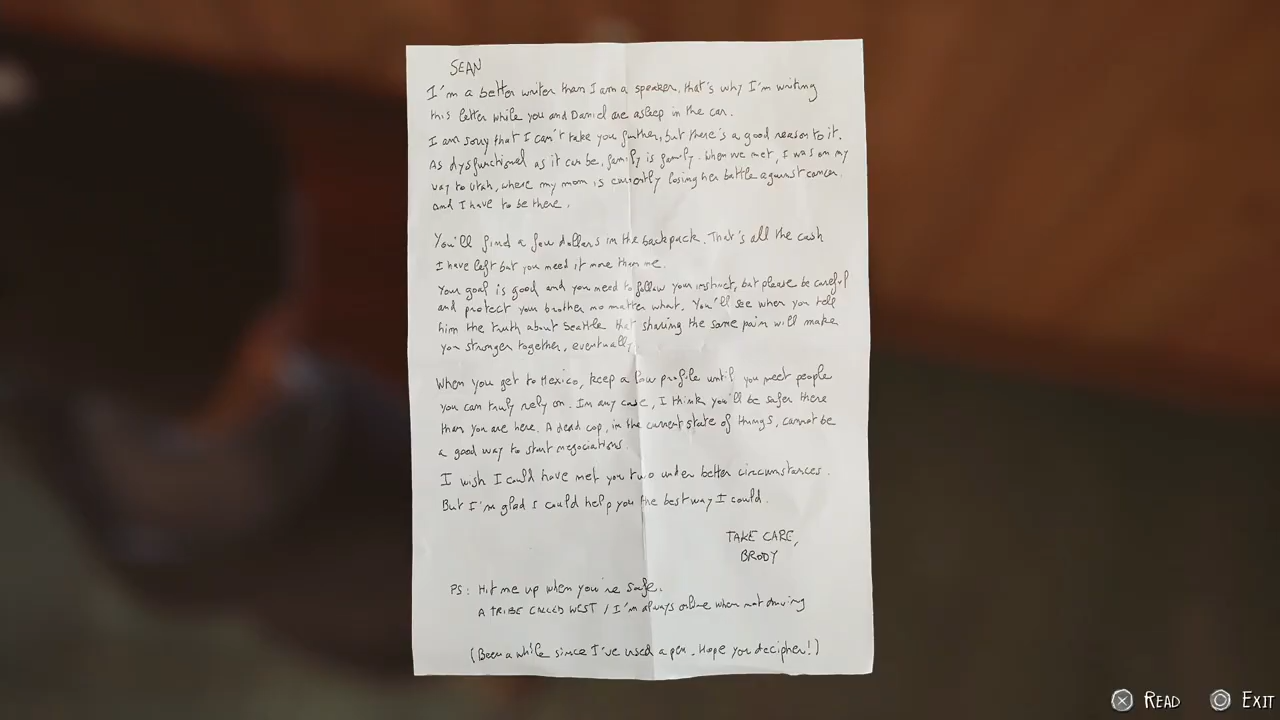 SEAN
I'm a better writer than I am a speaker, that's why I'm writing
this letter while you and Daniel are asleep in the car.
I am sorry that I can't take you further, but there's a good reason to it.
As dysfunctional as it can be, family is family. When we met, I was on my
way to Utah, where my mom is currently losing her battle against cancer.
and I have to be there.
You'll find a few dollars in the backpack. That's all the cash
I have left but you need it more than me.
Your goal is good and you need to follow your instinct, but please be careful
and protect your brother no matter what. You'll see when you tell
him the truth about Seattle that sharing the same pain will make
you stronger together, eventually.
When you get to Mexico, keep a low profile until you meet people
you can truly rely on. In any case, I think you'll be safer there
than you are here. A dead cop, in the current state of things, cannot be
a good way to start negociations.
I wish I could have met you two under better circumstances.
But I'm glad I could help you the best way I could.
TAKE CARE,
BRODY
PS: Hit me up when you're safe.
A TRIBE CALLED WEST / I'm always online when not driving
(Been a while since I've used a pen. Hope you decipher!)
READ EXIT